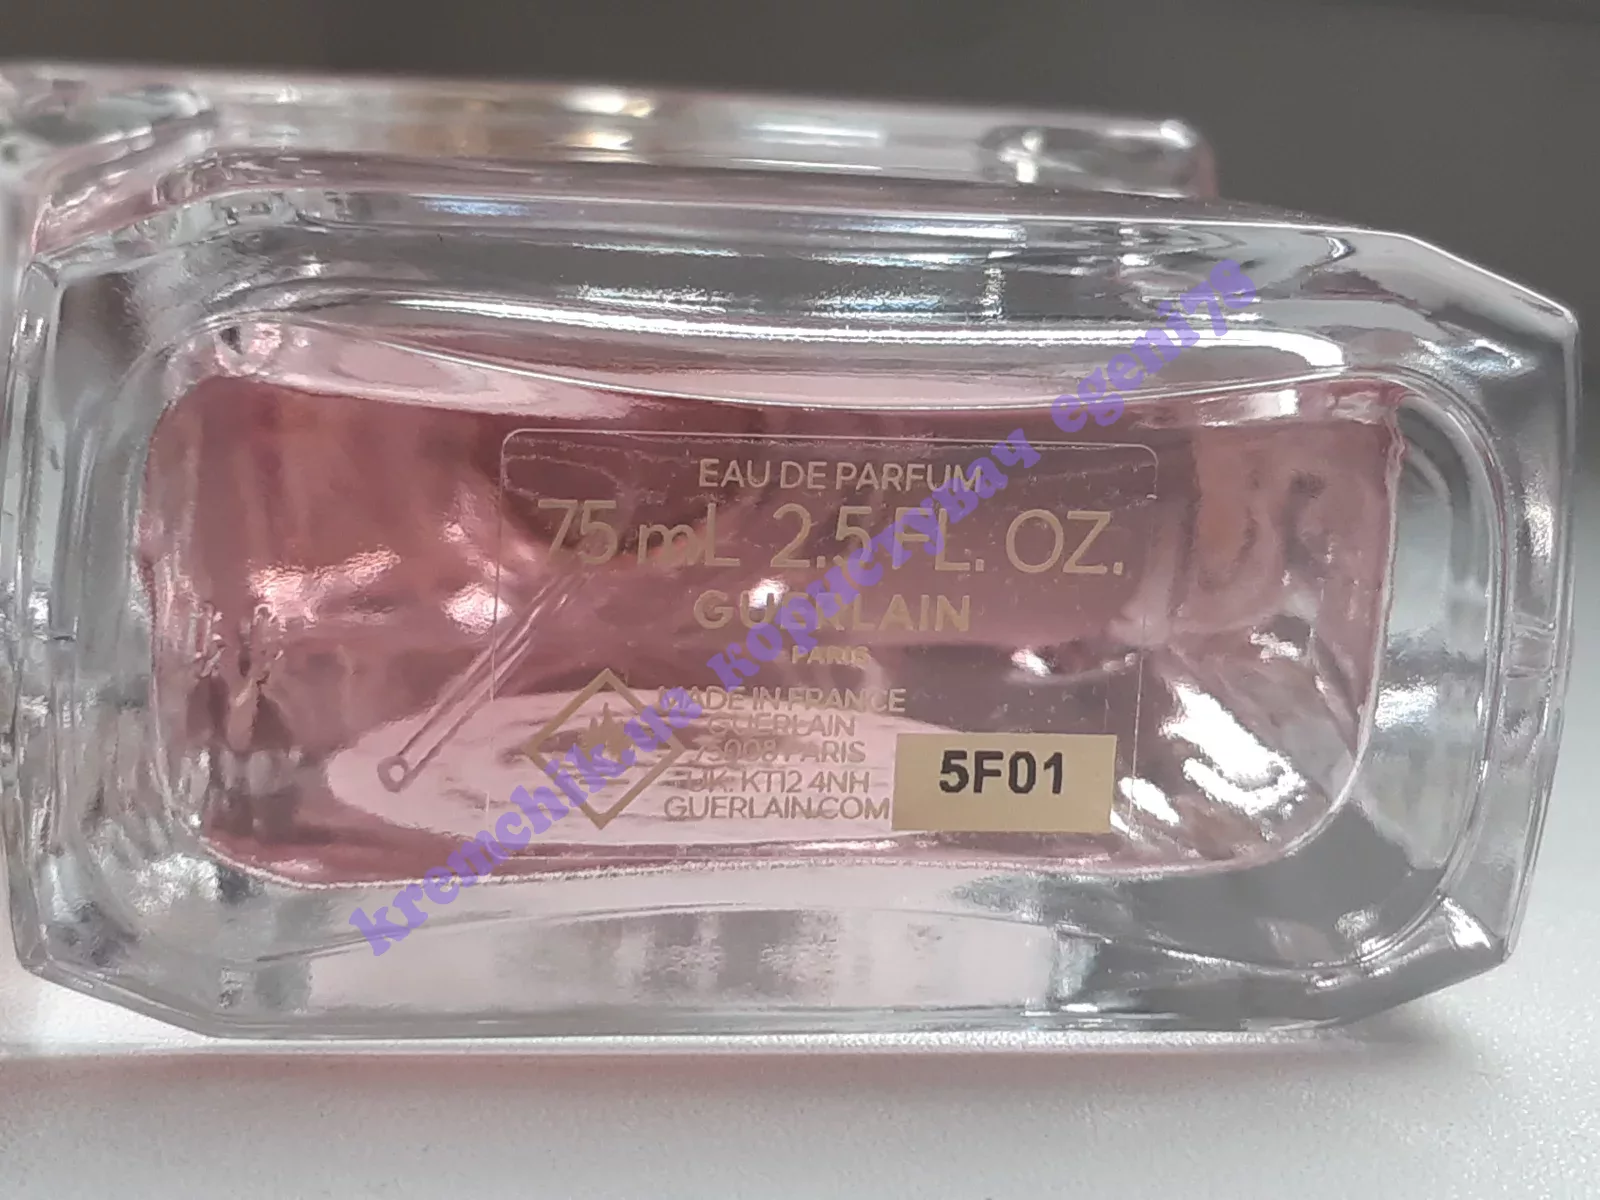 EAU DE PARFUM
75 mL 2.5 FL. OZ.
GUERLAIN
PARIS
MADE IN FRANCE
GUERLAIN
75008 PARIS
UK: KT12 4NH
GUERLAIN.COM
5F01
kremchik.ua користувач egeni78